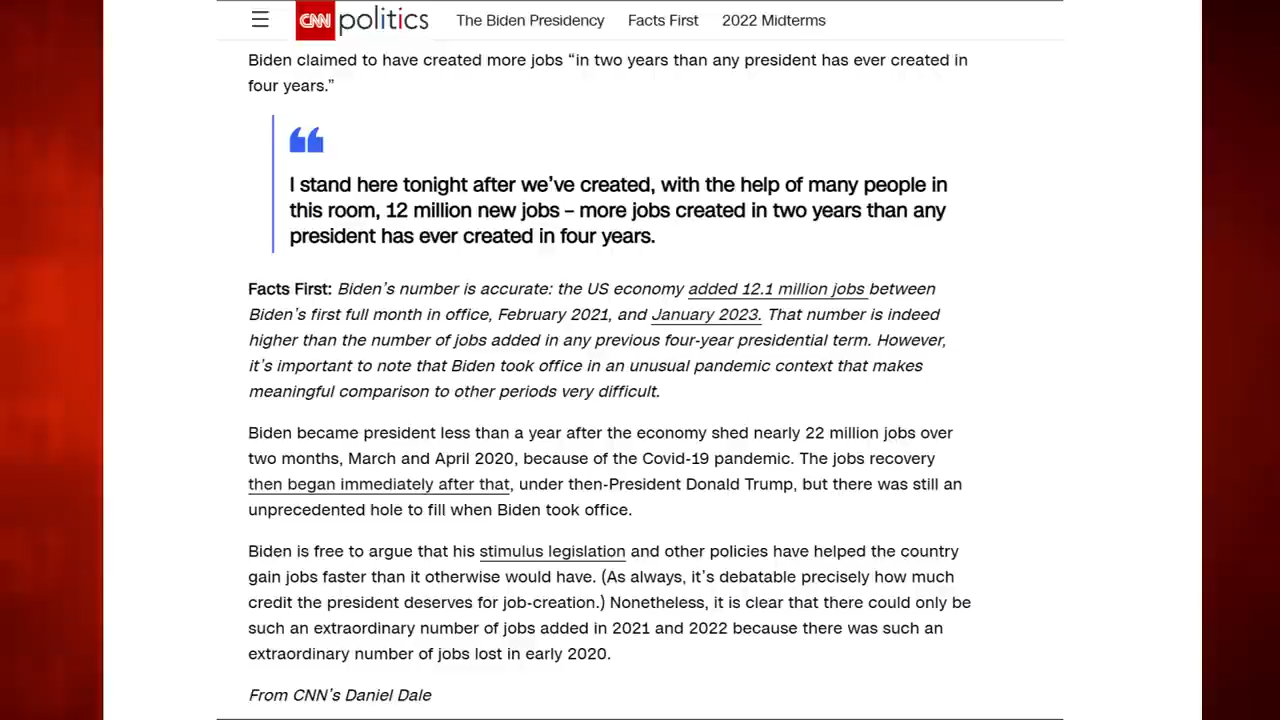 CNN politics The Biden Presidency Facts First 2022 Midterms
Biden claimed to have created more jobs “in two years than any president has ever created in
four years.”
“
I stand here tonight after we’ve created, with the help of many people in
this room, 12 million new jobs – more jobs created in two years than any
president has ever created in four years.
Facts First: Biden’s number is accurate: the US economy added 12.1 million jobs between
Biden’s first full month in office, February 2021, and January 2023. That number is indeed
higher than the number of jobs added in any previous four-year presidential term. However,
it’s important to note that Biden took office in an unusual pandemic context that makes
meaningful comparison to other periods very difficult.
Biden became president less than a year after the economy shed nearly 22 million jobs over
two months, March and April 2020, because of the Covid-19 pandemic. The jobs recovery
then began immediately after that, under then-President Donald Trump, but there was still an
unprecedented hole to fill when Biden took office.
Biden is free to argue that his stimulus legislation and other policies have helped the country
gain jobs faster than it otherwise would have. (As always, it’s debatable precisely how much
credit the president deserves for job-creation.) Nonetheless, it is clear that there could only be
such an extraordinary number of jobs added in 2021 and 2022 because there was such an
extraordinary number of jobs lost in early 2020.
From CNN’s Daniel Dale